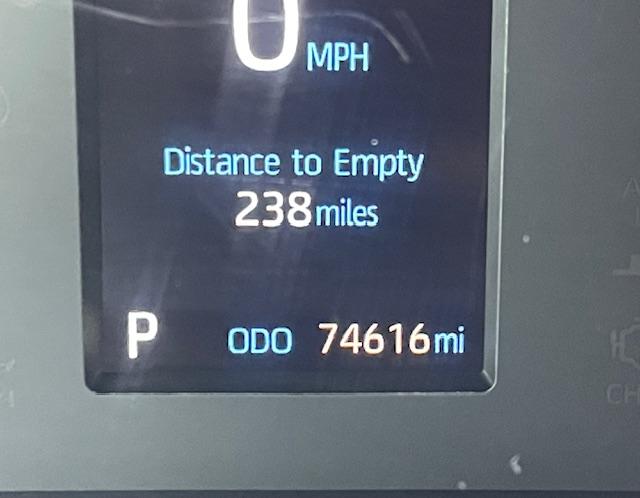 0 MPH
Distance to Empty
238 miles
P ODO 74616 mi